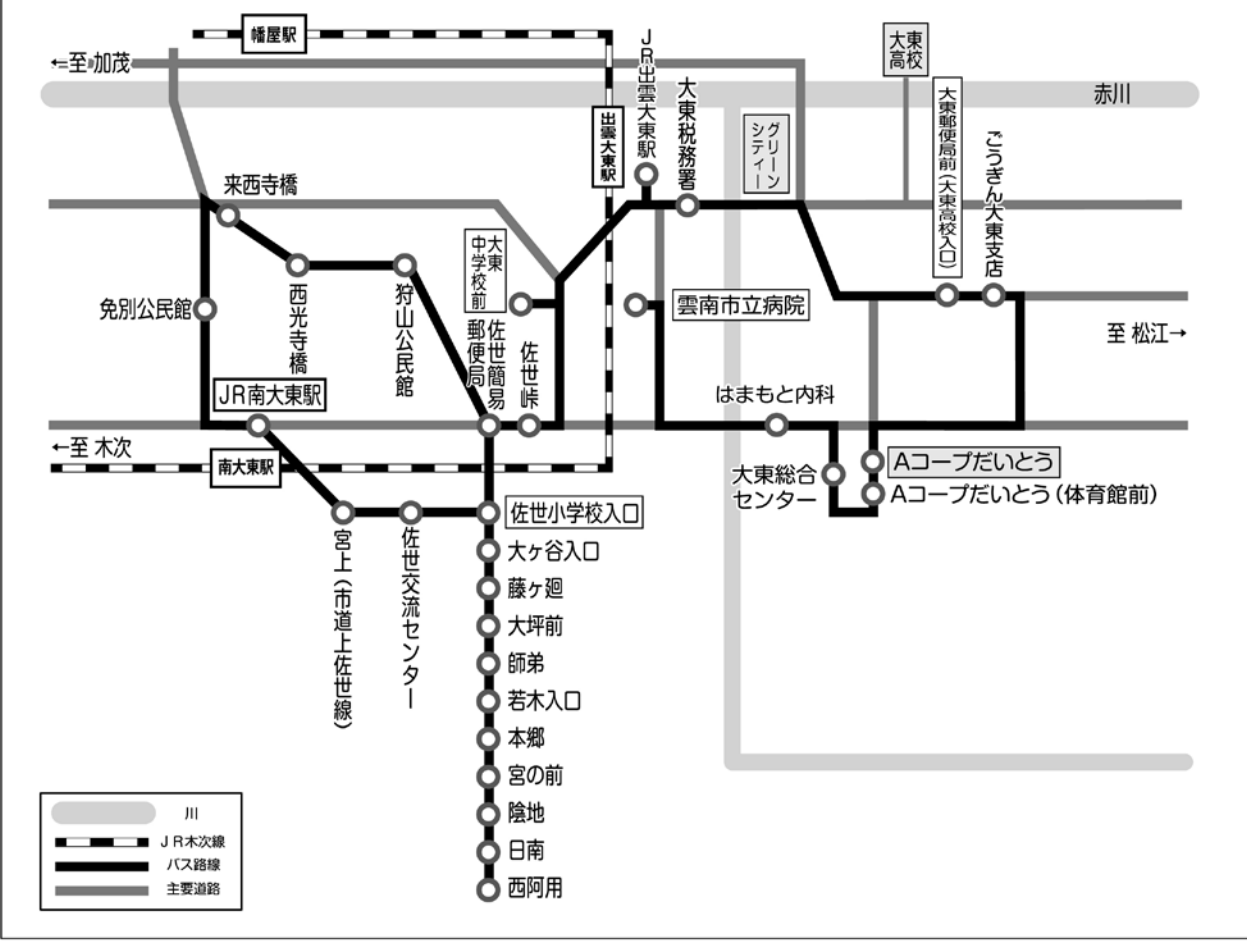 幡屋駅
←至 加茂
JR出雲大東駅
大東税務署
大東
高校
赤川
出雲大東駅
グリーン
シティー
大東郵便局前(大東高校入口)
ごうぎん大東支店
来西寺橋
大東
中学校前
免別公民館
西光寺橋
狩山公民館
佐世簡易
郵便局
佐世峠
雲南市立病院
至 松江→
JR南大東駅
はまもと内科
←至 木次
南大東駅
大東総合
センター
Aコープだいとう
Aコープだいとう(体育館前)
佐世小学校入口
宮上(市道上佐世線)
佐世交流センター
大ヶ谷入口
藤ヶ廻
大坪前
師弟
若木入口
本郷
宮の前
陰地
日南
西阿用
川
JR木次線
バス路線
主要道路